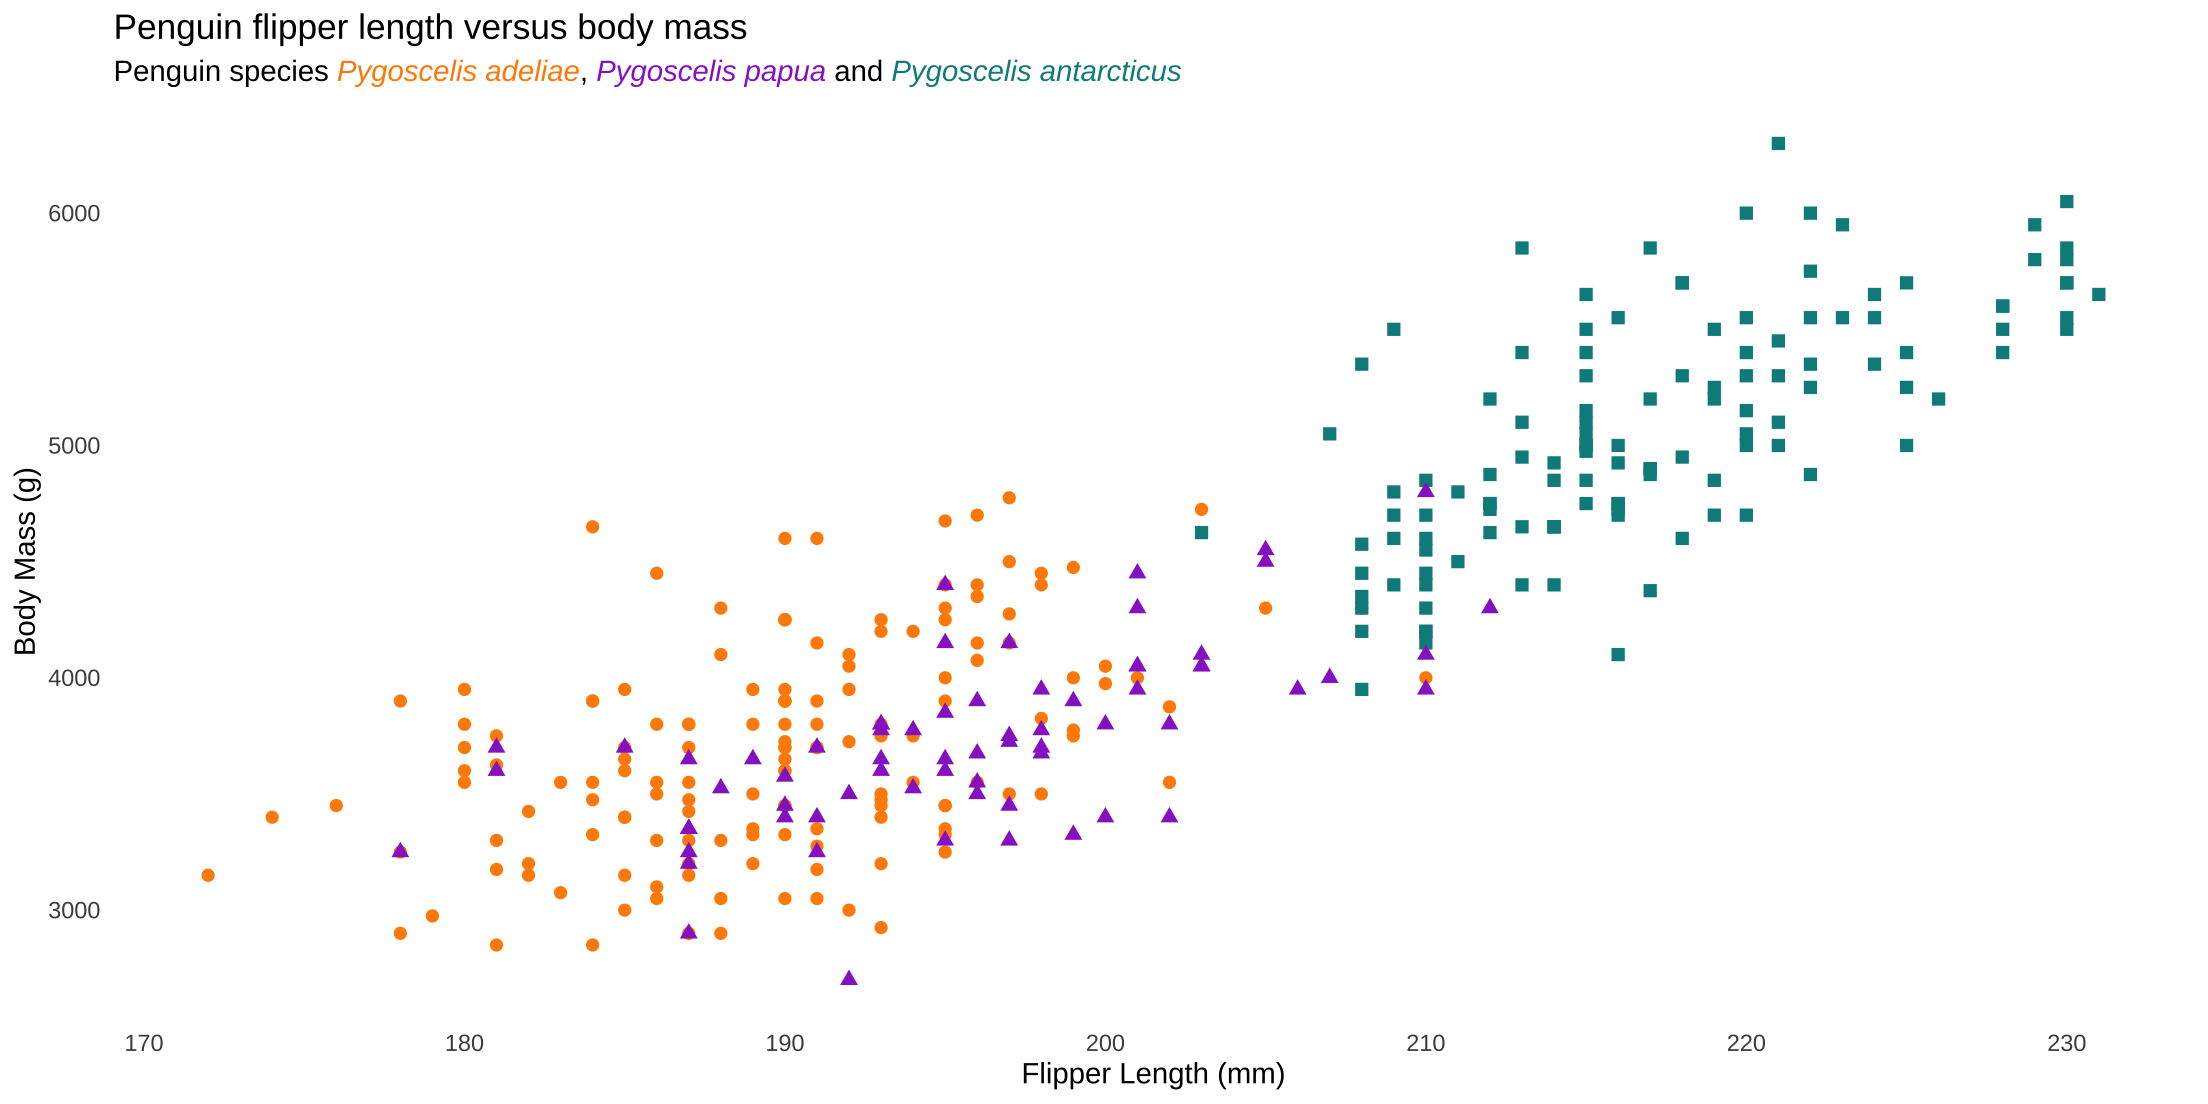 Penguin flipper length versus body mass
Penguin species Pygoscelis adeliae, Pygoscelis papua and Pygoscelis antarcticus
6000
5000
4000
3000
Body Mass (g)
170 180 190 200 210 220 230
Flipper Length (mm)